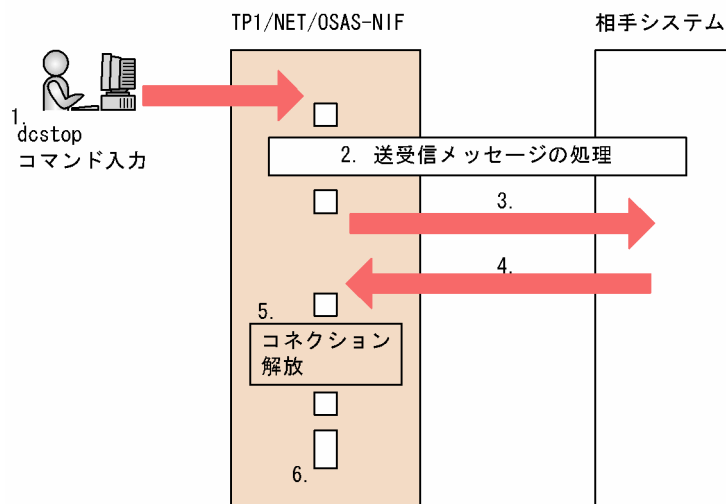 TP1/NET/OSAS-NIF
相手システム
1.
dcstop
コマンド入力
2. 送受信メッセージの処理
3.
4.
5.
コネクション
解放
6.